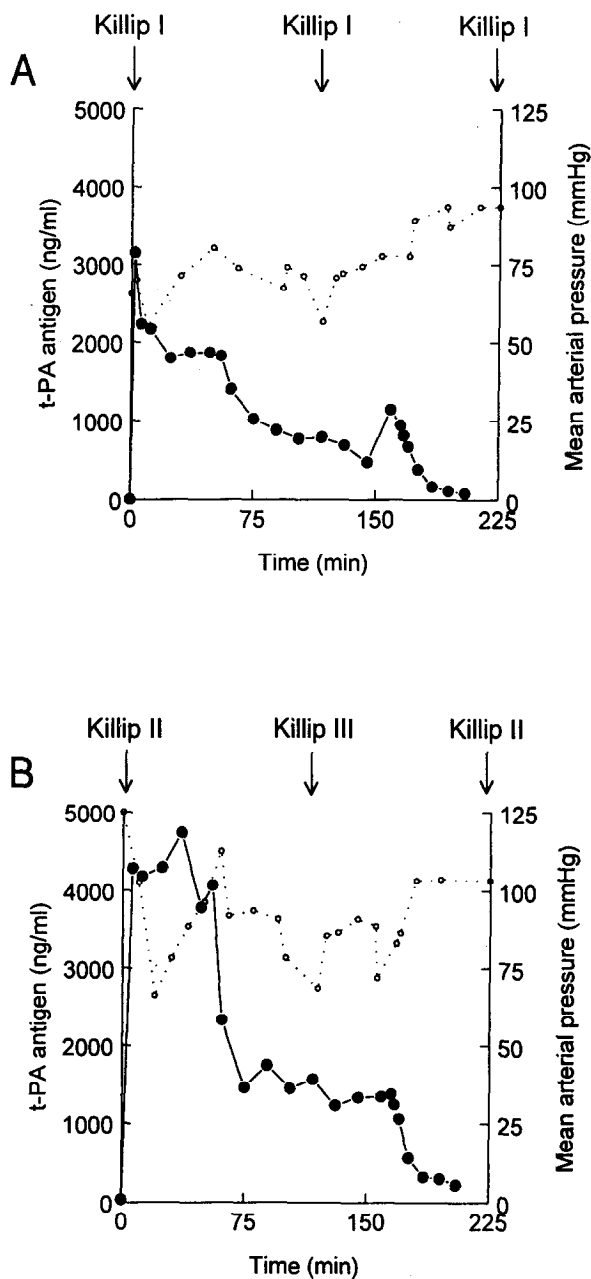 Killip I Killip I Killip I
A
5000 125
4000 100
3000 75
2000 50
1000 25
0 0
t-PA antigen (ng/ml)
Mean arterial pressure (mmHg)
0 75 150 225
Time (min)
Killip II Killip III Killip II
B
5000 125
4000 100
3000 75
2000 50
1000 25
0 0
t-PA antigen (ng/ml)
Mean arterial pressure (mmHg)
0 75 150 225
Time (min)